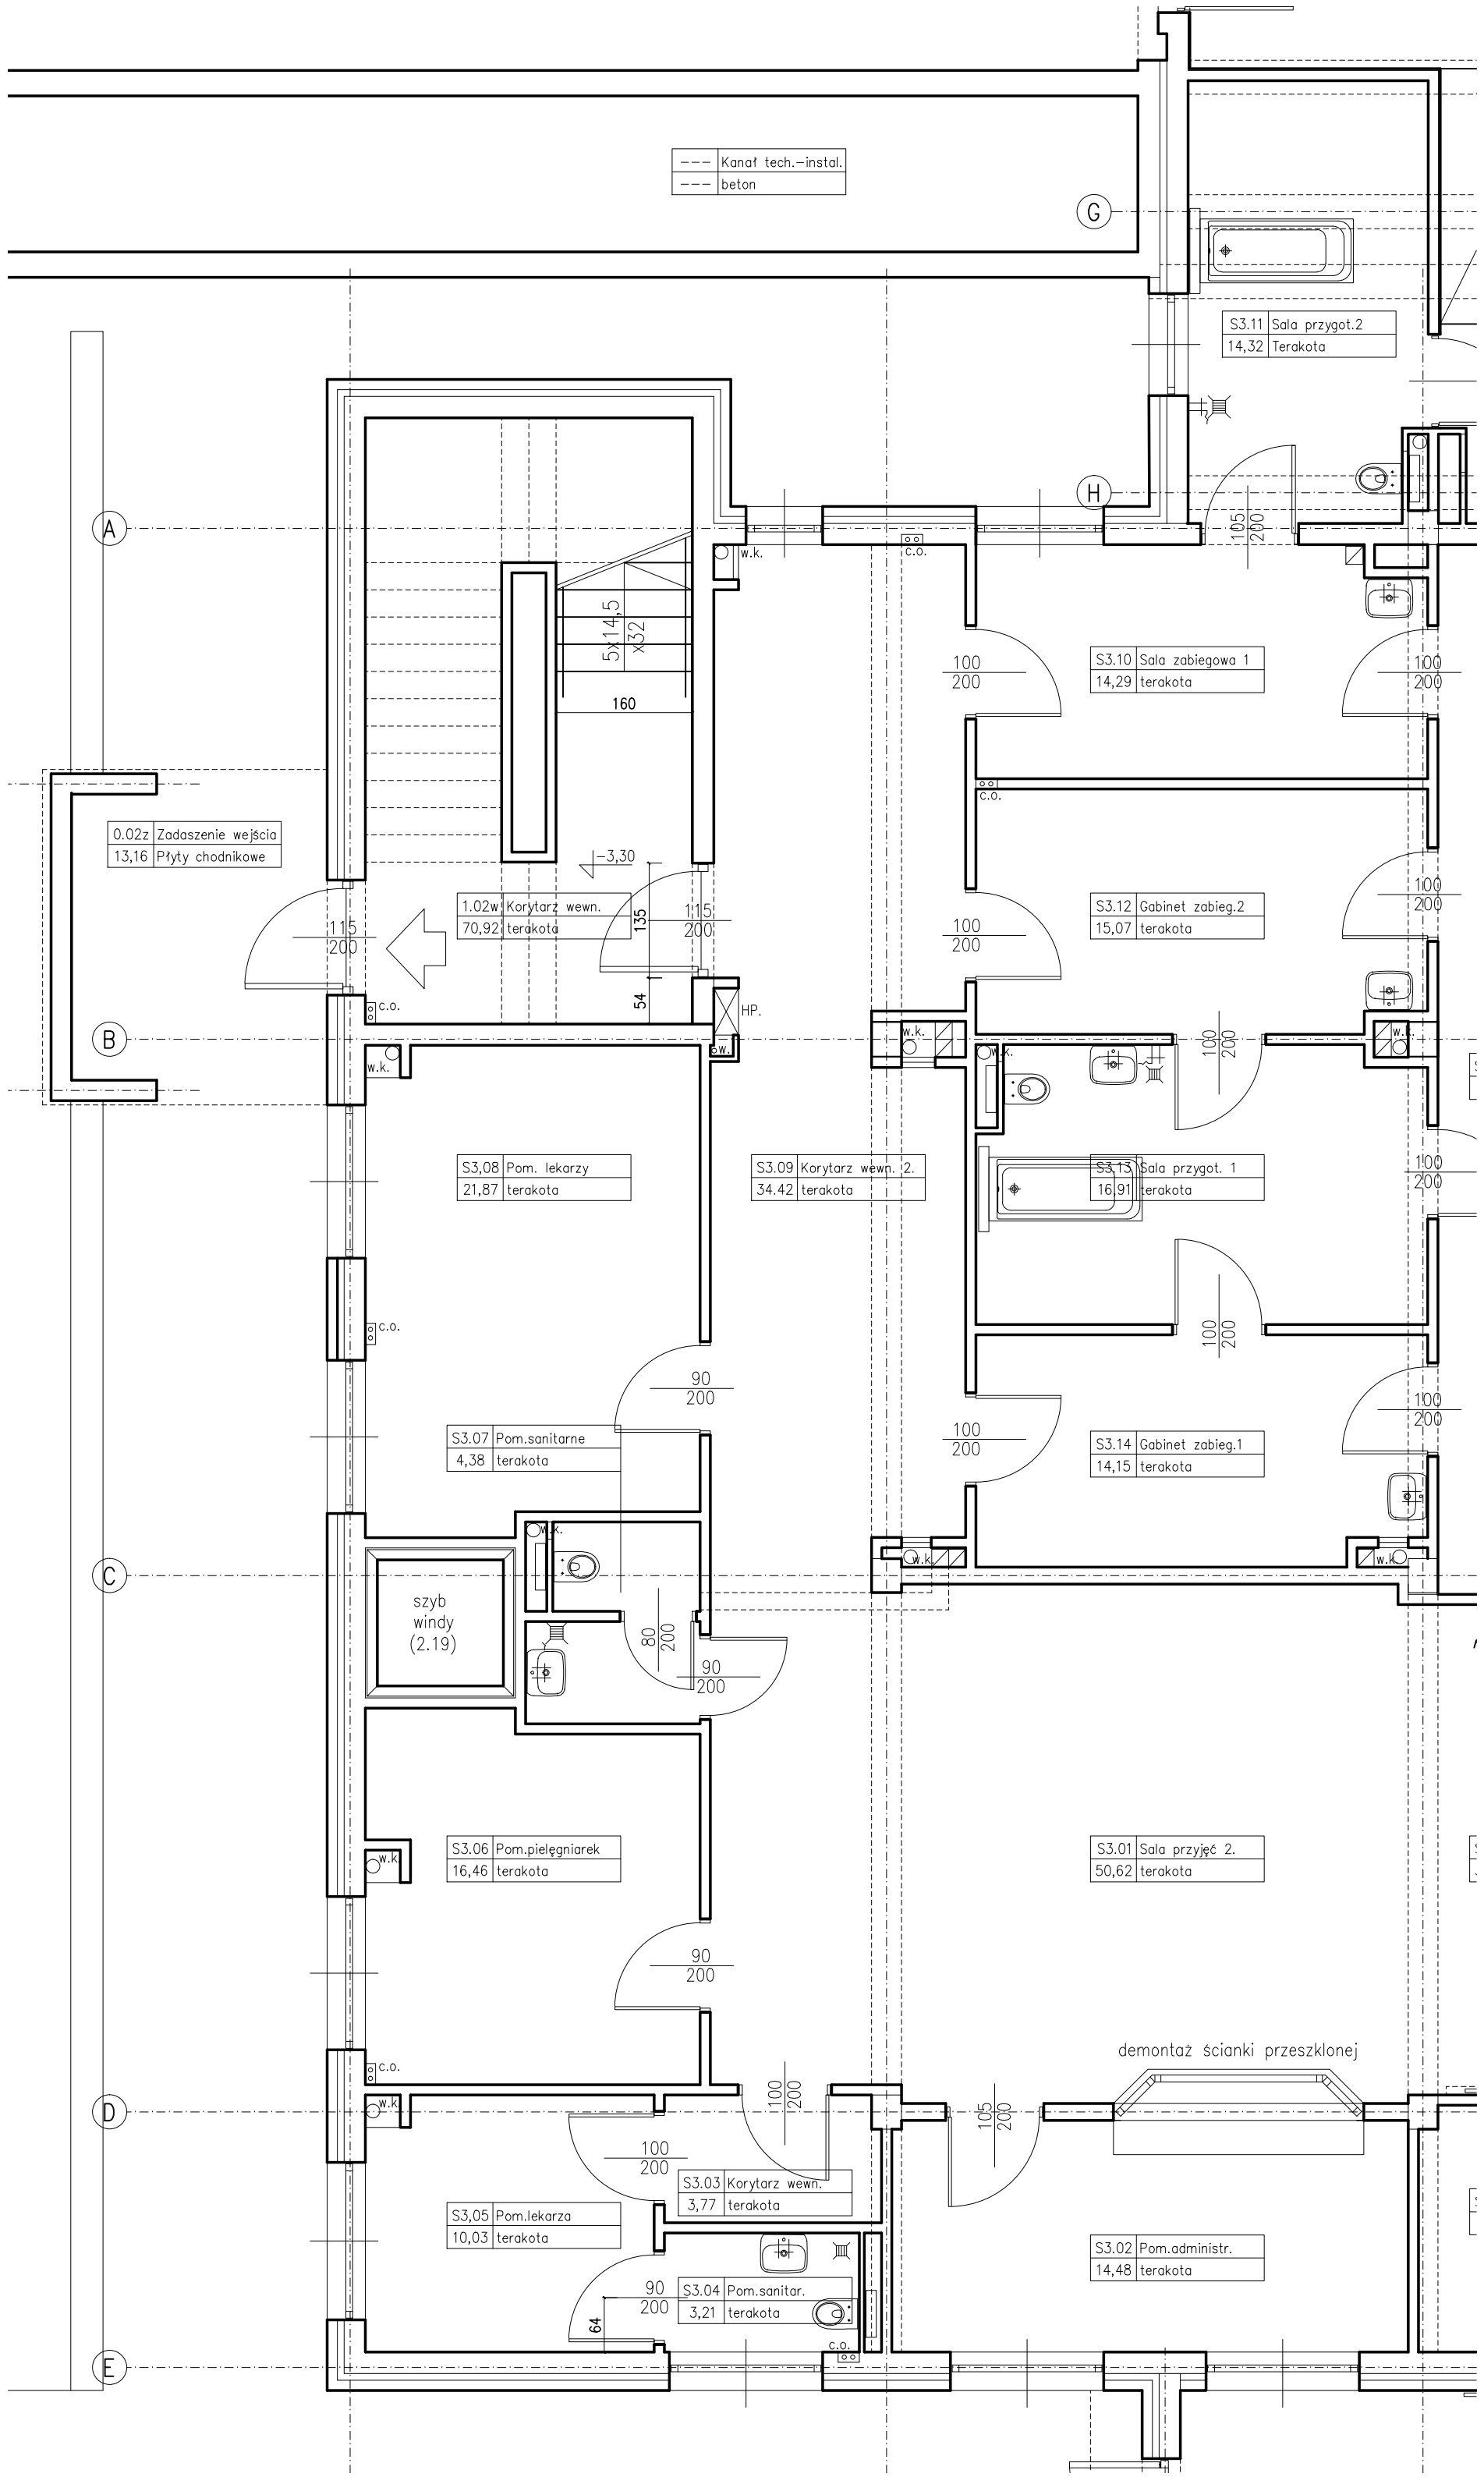 --- Kanał tech.-instal.
--- beton
G
S3.11 Sala przygot.2
14,32 Terakota
H
A
105
200
w.k.
c.o.
5x14,5
x32
160
100
200
S3.10 Sala zabiegowa 1
14,29 terakota
100
200
c.o.
0.02z Zadaszenie wejścia
13,16 Płyty chodnikowe
-3,30
1.02w Korytarz wewn.
70,92 terakota
115
200
135
115
200
54
100
200
S3.12 Gabinet zabieg.2
15,07 terakota
100
200
c.o.
HP.
B
w.k.
w.
w.k.
w.k.
100
200
w.k.
S3,08 Pom. lekarzy
21,87 terakota
S3.09 Korytarz wewn. 2.
34.42 terakota
S3.13 Sala przygot. 1
16,91 terakota
100
200
c.o.
100
200
90
200
100
200
S3.07 Pom.sanitarne
4,38 terakota
100
200
S3.14 Gabinet zabieg.1
14,15 terakota
w.k.
w.k.
w.k.
C
szyb
windy
(2.19)
80
200
90
200
S3.06 Pom.pielęgniarek
16,46 terakota
w.k.
S3.01 Sala przyjęć 2.
50,62 terakota
90
200
c.o.
demontaż ścianki przeszklonej
D
w.k.
100
200
105
200
100
200
S3.03 Korytarz wewn.
3,77 terakota
S3,05 Pom.lekarza
10,03 terakota
S3.02 Pom.administr.
14,48 terakota
90
200
S3.04 Pom.sanitar.
3,21 terakota
64
c.o.
E